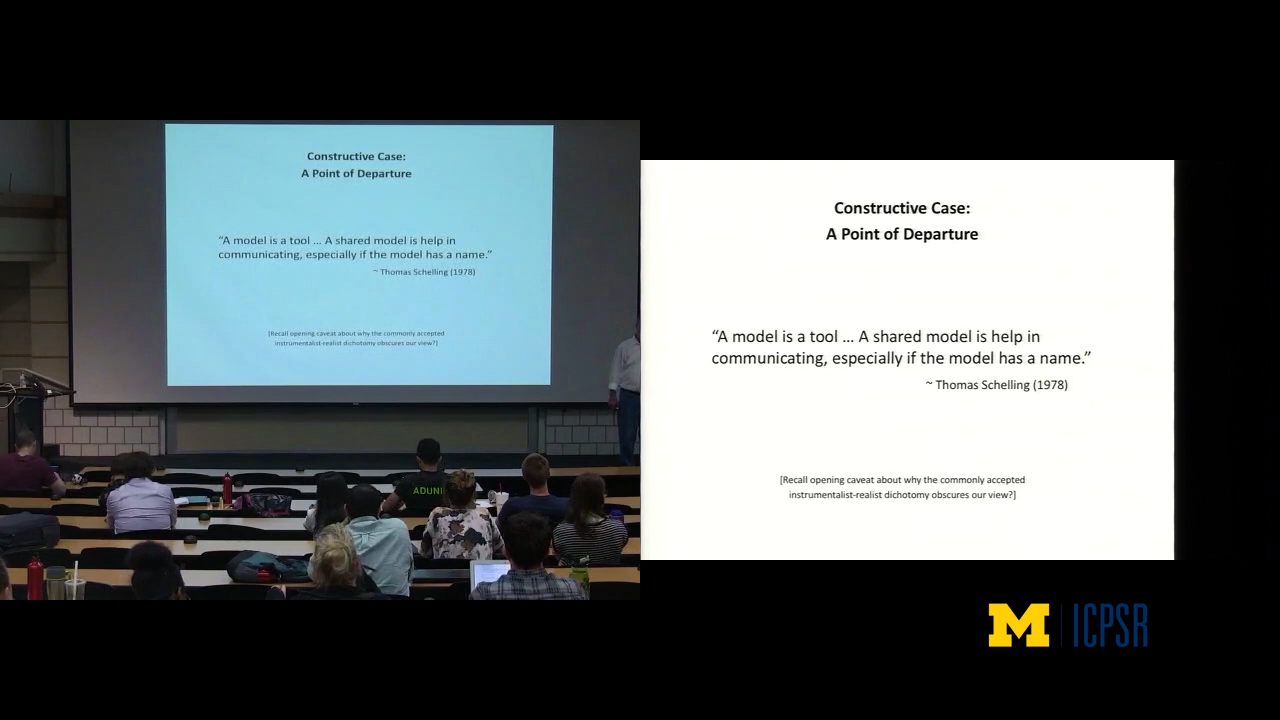 Constructive Case:
A Point of Departure
“A model is a tool ... A shared model is help in
communicating, especially if the model has a name.”
~ Thomas Schelling (1978)
[Recall opening caveat about why the commonly accepted
instrumentalist-realist dichotomy obscures our view?]
ADUNI
Constructive Case:
A Point of Departure
“A model is a tool ... A shared model is help in
communicating, especially if the model has a name.”
~ Thomas Schelling (1978)
[Recall opening caveat about why the commonly accepted
instrumentalist-realist dichotomy obscures our view?]
M ICPSR